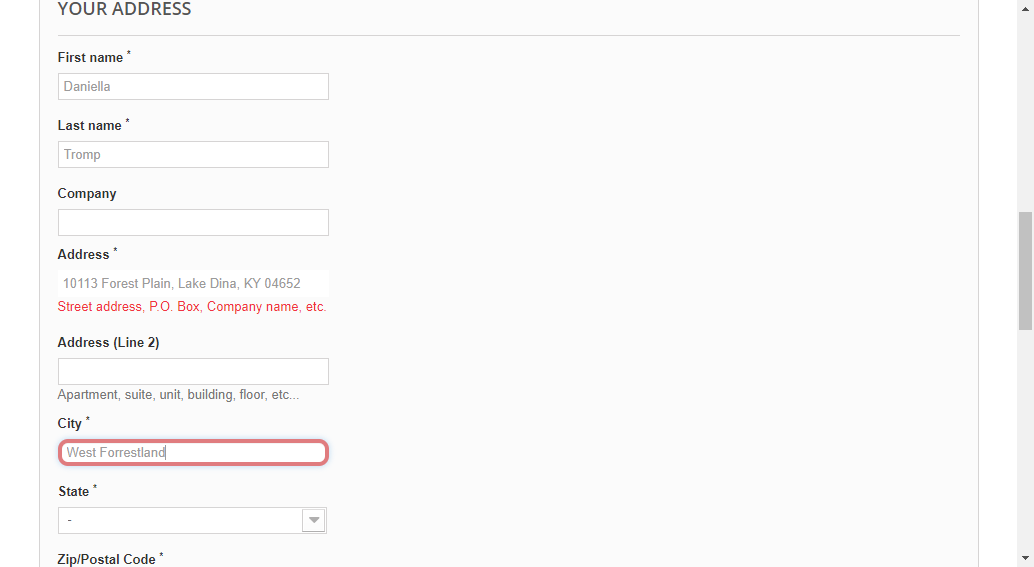 YOUR ADDRESS
First name *
Daniella
Last name *
Tromp
Company
Address *
10113 Forest Plain, Lake Dina, KY 04652
Street address, P.O. Box, Company name, etc.
Address (Line 2)
Apartment, suite, unit, building, floor, etc...
City *
West Forrestland
State *
-
Zip/Postal Code *